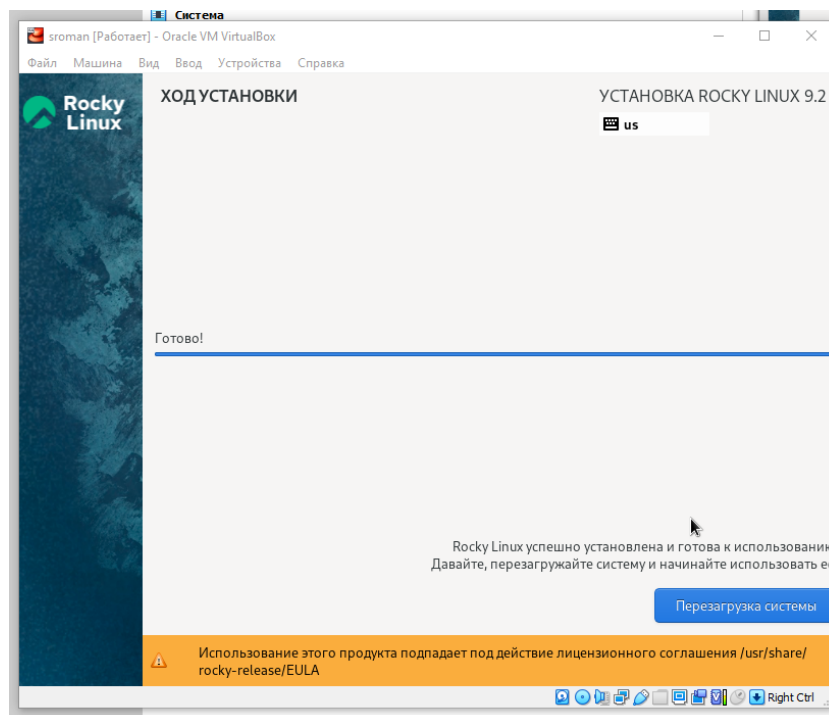 Система
sroman [Работает] - Oracle VM VirtualBox
Файл Машина Вид Ввод Устройства Справка
Rocky
Linux
ХОД УСТАНОВКИ
УСТАНОВКА ROCKY LINUX 9.2
us
Готово!
Rocky Linux успешно установлена и готова к
Давайте, перезагружайте систему и начинайте использовать
Перезагрузка системы
Использование этого продукта подпадает под действие лицензионного соглашения /usr/share/
rocky-release/EULA
Right Ctrl